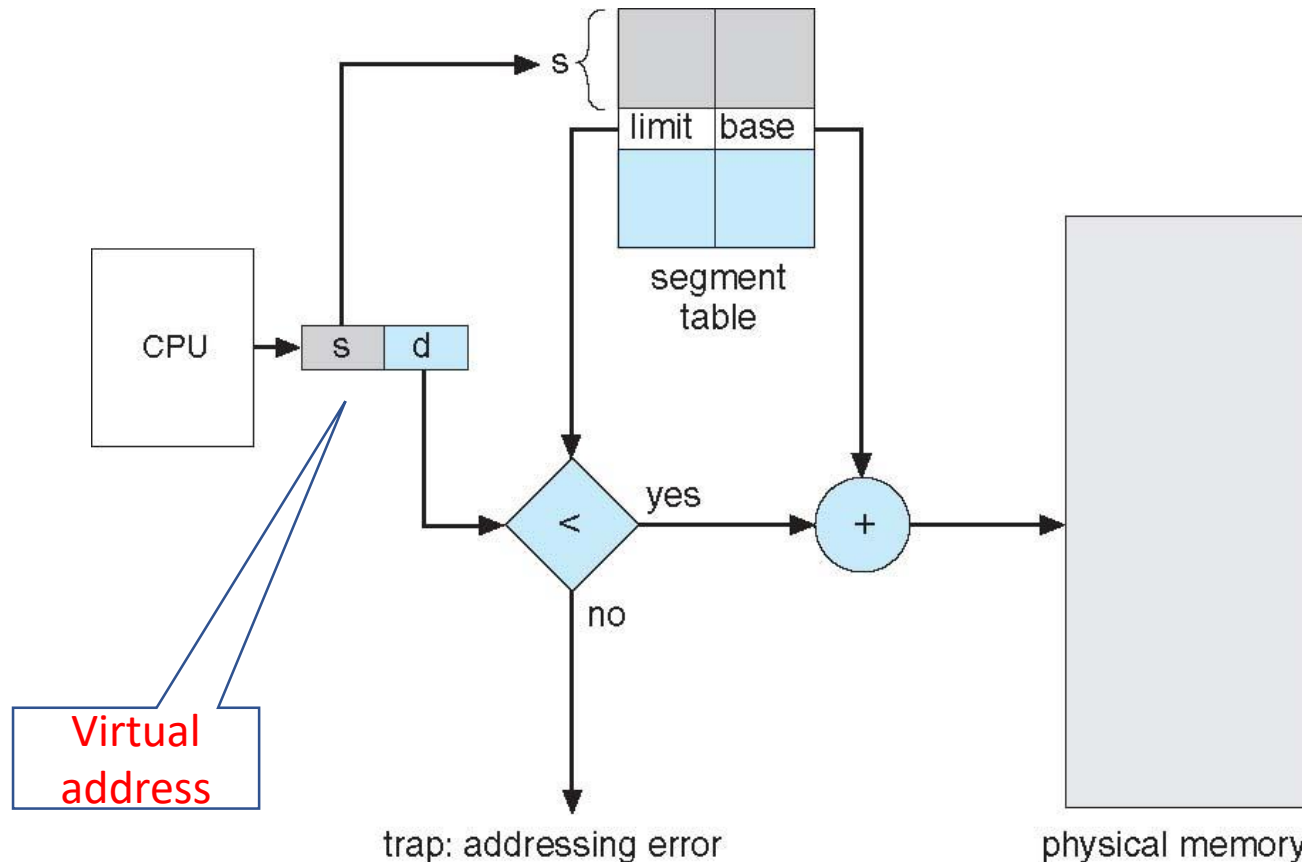 s
limit base
segment
table
CPU
s d
<
yes
+
no
Virtual
address
trap: addressing error
physical memory